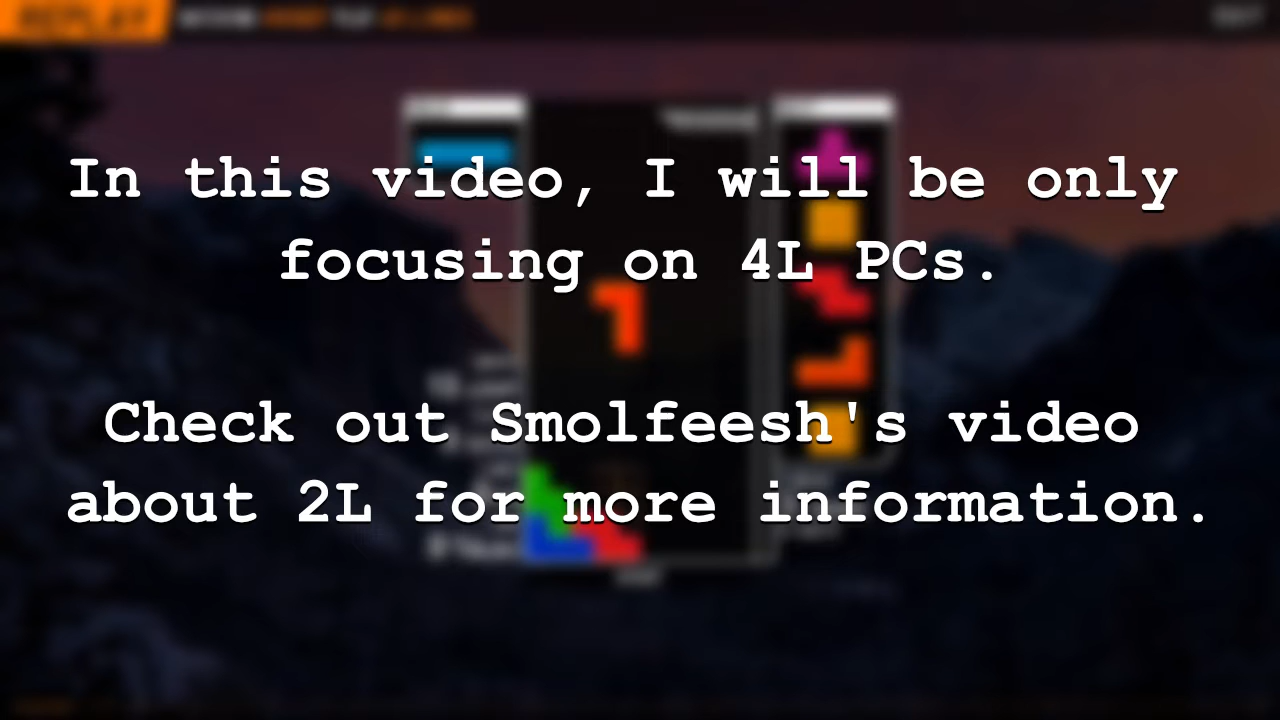 REPLAY
In this video, I will be only
focusing on 4L PCs.
Check out Smolfeesh's video
about 2L for more information.